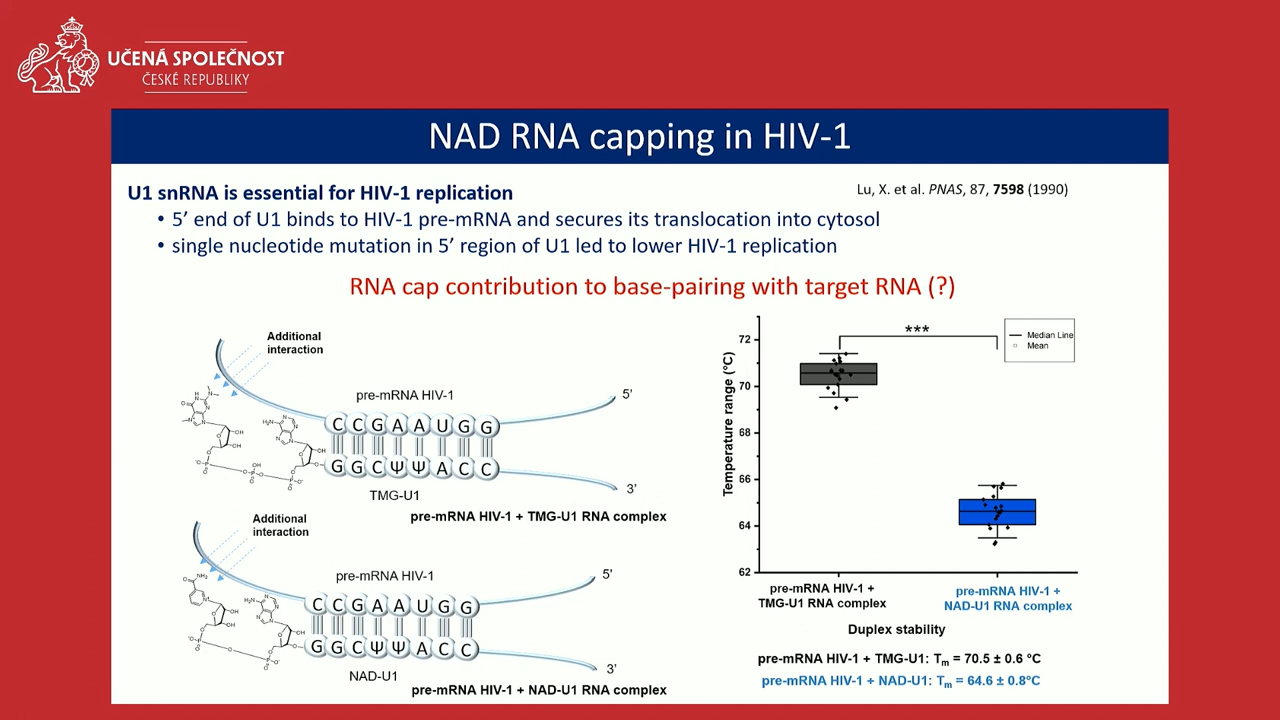 UČENÁ SPOLEČNOST
ČESKÉ REPUBLIKY
NAD RNA capping in HIV-1
U1 snRNA is essential for HIV-1 replication
Lu, X. et al. PNAS, 87, 7598 (1990)
• 5’ end of U1 binds to HIV-1 pre-mRNA and secures its translocation into cytosol
• single nucleotide mutation in 5’ region of U1 led to lower HIV-1 replication
RNA cap contribution to base-pairing with target RNA (?)
Additional
interaction
pre-mRNA HIV-1
5’
C C G A A U G G
G G C Ψ Ψ A C C
3’
TMG-U1
pre-mRNA HIV-1 + TMG-U1 RNA complex
Additional
interaction
pre-mRNA HIV-1
5’
C C G A A U G G
G G C Ψ Ψ A C C
3’
NAD-U1
pre-mRNA HIV-1 + NAD-U1 RNA complex
***
Median Line
Mean
Temperature range (°C)
72
70
68
66
64
62
pre-mRNA HIV-1 +
TMG-U1 RNA complex
pre-mRNA HIV-1 +
NAD-U1 RNA complex
Duplex stability
pre-mRNA HIV-1 + TMG-U1: Tm = 70.5 ± 0.6 °C
pre-mRNA HIV-1 + NAD-U1: Tm = 64.6 ± 0.8°C